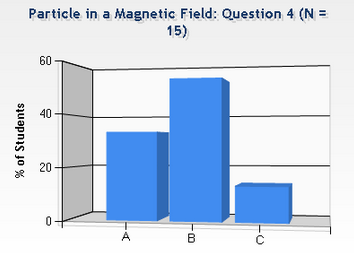 Particle in a Magnetic Field: Question 4 (N =
15)
60
40
20
0
% of Students
A
B
C